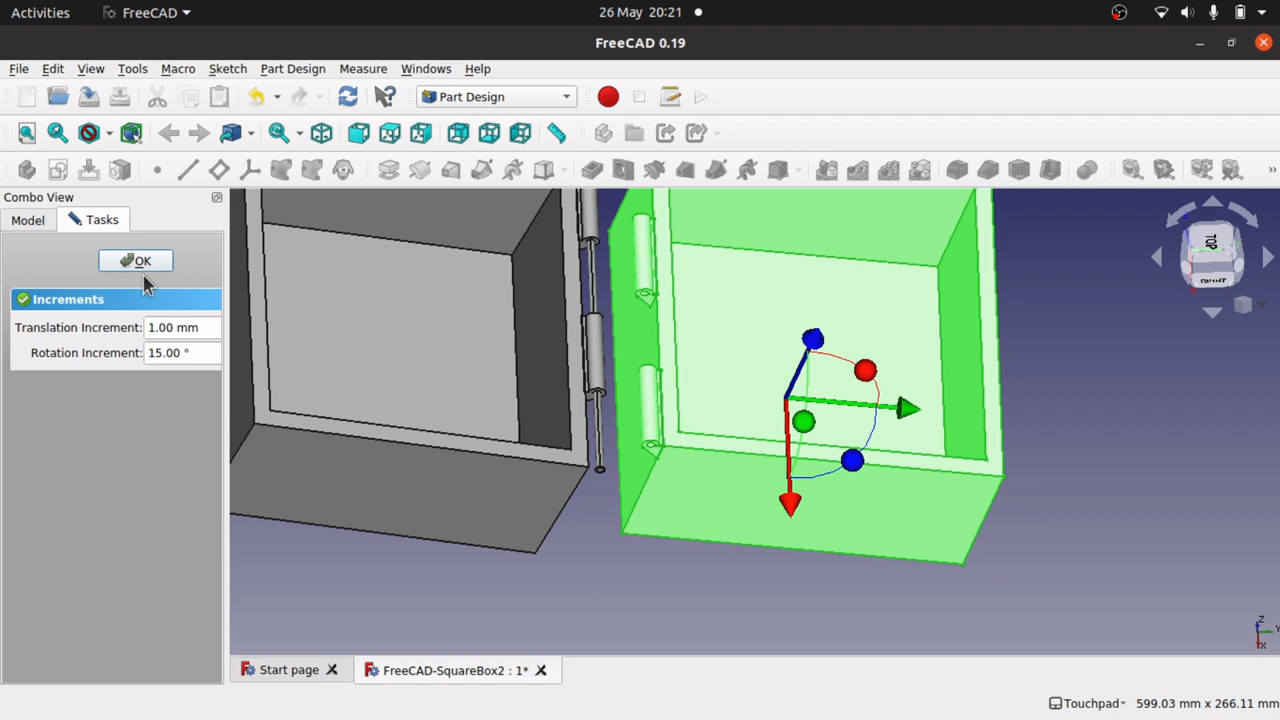 Activities FreeCAD 26 May 20:21
FreeCAD 0.19
File Edit View Tools Macro Sketch Part Design Measure Windows Help
Part Design
Combo View
Model Tasks
OK
Increments
Translation Increment: 1.00 mm
Rotation Increment: 15.00 °
TOP
Z
Y
X
Start page FreeCAD-SquareBox2 : 1*
Touchpad 599.03 mm x 266.11 mm